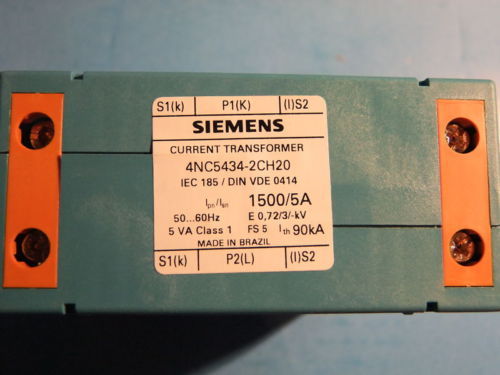 S1(k) P1(K) (l)S2
SIEMENS
CURRENT TRANSFORMER
4NC5434-2CH20
IEC 185 / DIN VDE 0414
Ipn/Isn 1500/5A
50...60Hz E 0,72/3/-kV
5 VA Class 1 FS 5 Ith 90kA
MADE IN BRAZIL
S1(k) P2(L) (l)S2